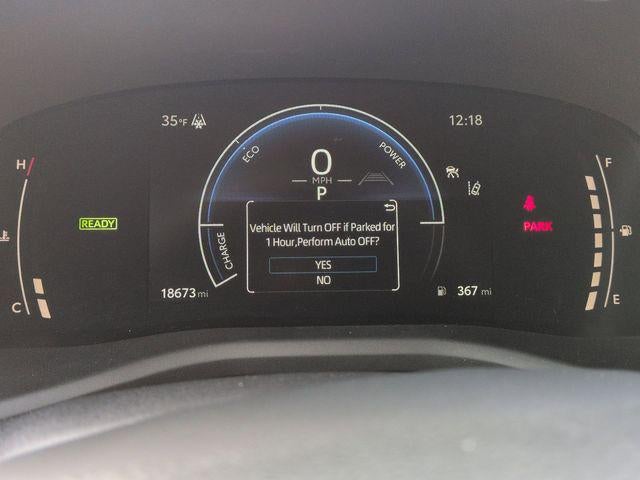 35°F
12:18
H
F
ECO
POWER
0
MPH
P
READY
PARK
CHARGE
Vehicle Will Turn OFF if Parked for
1 Hour,Perform Auto OFF?
YES
NO
18673 mi
367 mi
C
E